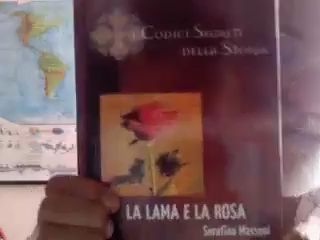 I Codici Segreti
della Storia
LA LAMA E LA ROSA
Serafino Massoni